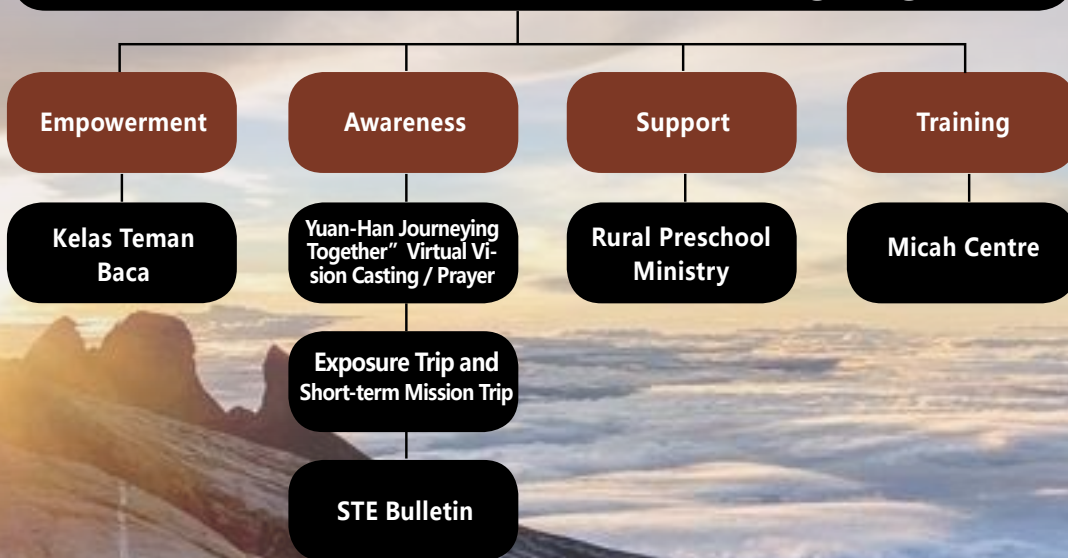 Empowerment
Awareness
Support
Training
Kelas Teman
Baca
Yuan-Han Journeying
Together” Virtual Vi-
sion Casting / Prayer
Rural Preschool
Ministry
Micah Centre
Exposure Trip and
Short-term Mission Trip
STE Bulletin